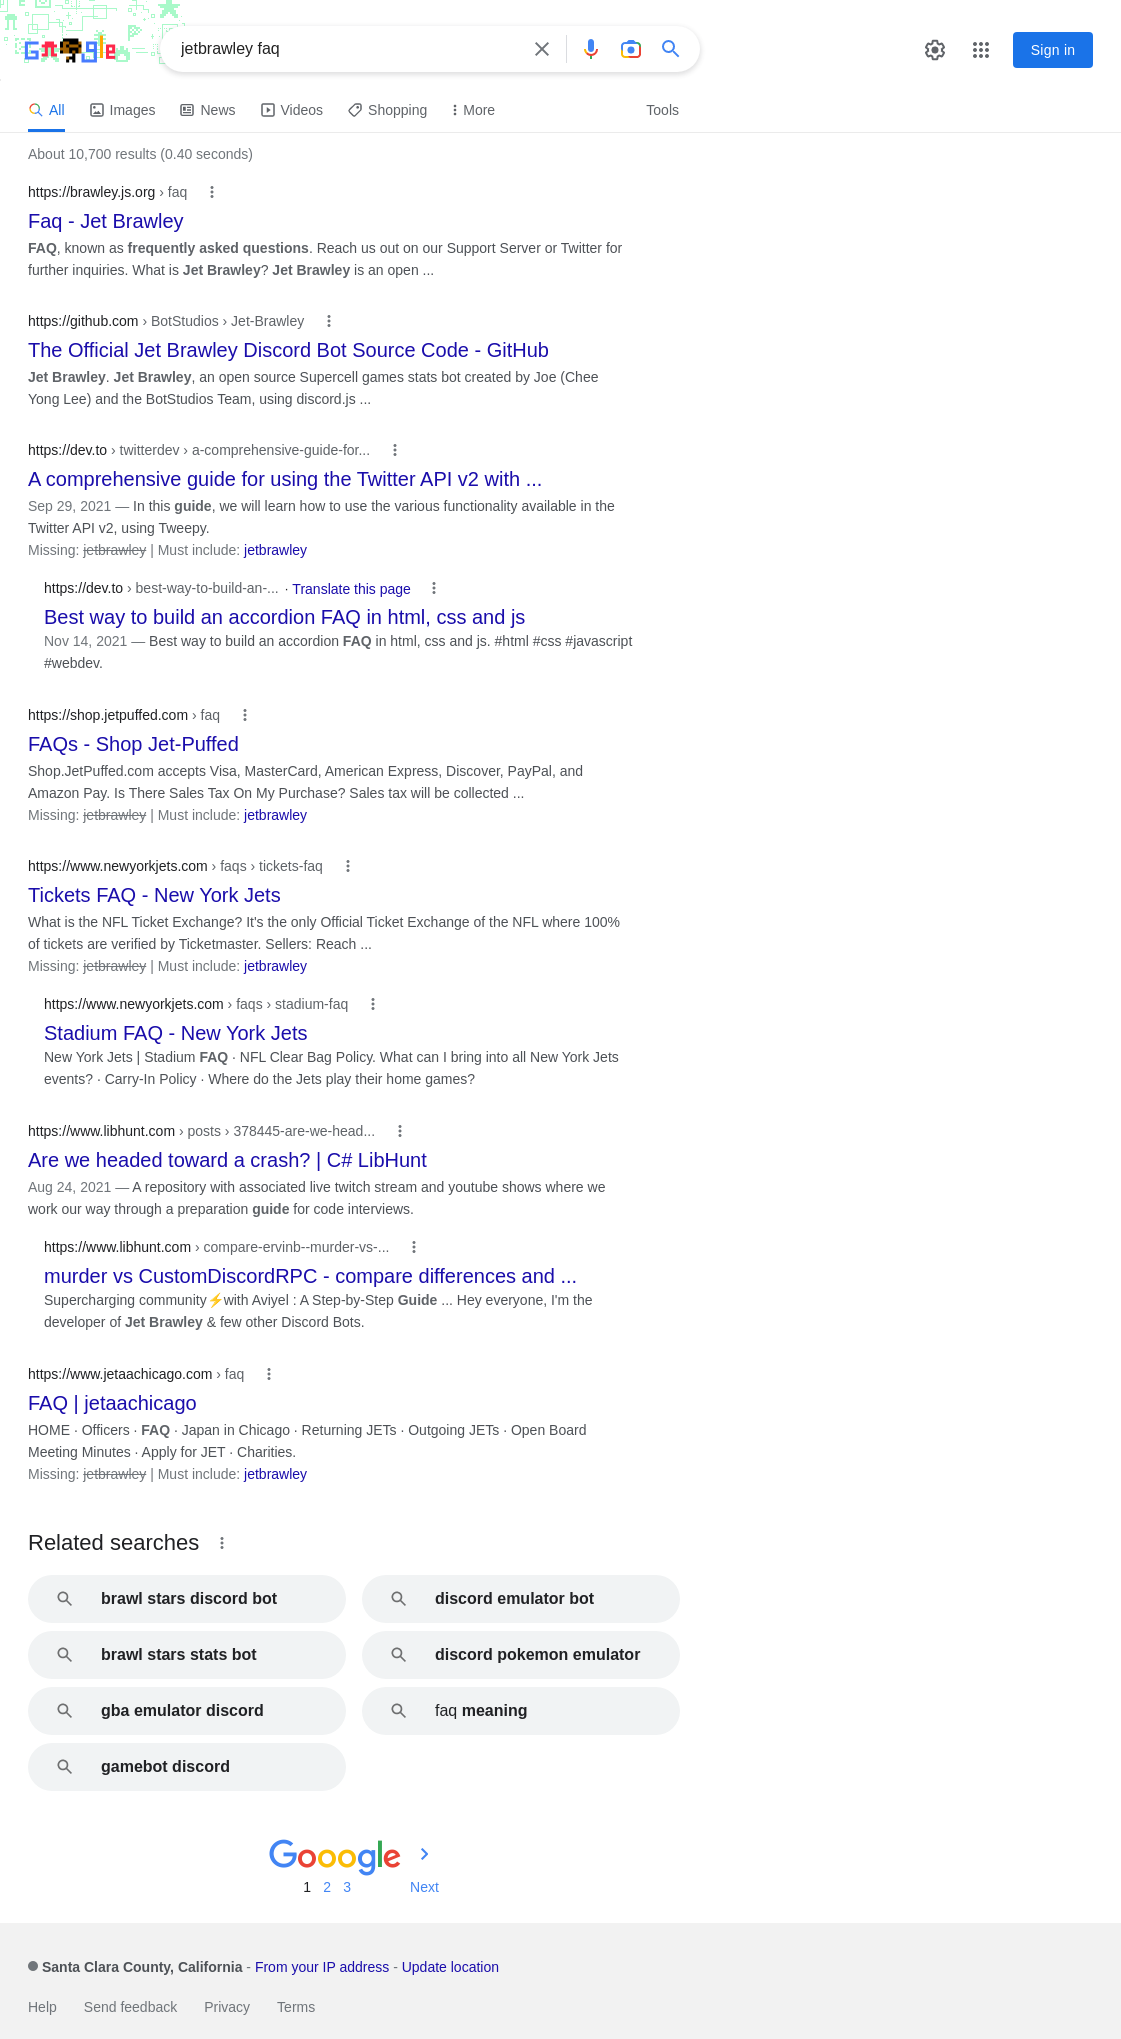 Google
jetbrawley faq
Sign in
All Images News Videos Shopping More Tools
About 10,700 results (0.40 seconds)
https://brawley.js.org › faq
Faq - Jet Brawley
FAQ, known as frequently asked questions. Reach us out on our Support Server or Twitter for
further inquiries. What is Jet Brawley? Jet Brawley is an open ...
https://github.com › BotStudios › Jet-Brawley
The Official Jet Brawley Discord Bot Source Code - GitHub
Jet Brawley. Jet Brawley, an open source Supercell games stats bot created by Joe (Chee
Yong Lee) and the BotStudios Team, using discord.js ...
https://dev.to › twitterdev › a-comprehensive-guide-for...
A comprehensive guide for using the Twitter API v2 with ...
Sep 29, 2021 — In this guide, we will learn how to use the various functionality available in the
Twitter API v2, using Tweepy.
Missing: jetbrawley | Must include: jetbrawley
https://dev.to › best-way-to-build-an-... · Translate this page
Best way to build an accordion FAQ in html, css and js
Nov 14, 2021 — Best way to build an accordion FAQ in html, css and js. #html #css #javascript
#webdev.
https://shop.jetpuffed.com › faq
FAQs - Shop Jet-Puffed
Shop.JetPuffed.com accepts Visa, MasterCard, American Express, Discover, PayPal, and
Amazon Pay. Is There Sales Tax On My Purchase? Sales tax will be collected ...
Missing: jetbrawley | Must include: jetbrawley
https://www.newyorkjets.com › faqs › tickets-faq
Tickets FAQ - New York Jets
What is the NFL Ticket Exchange? It's the only Official Ticket Exchange of the NFL where 100%
of tickets are verified by Ticketmaster. Sellers: Reach ...
Missing: jetbrawley | Must include: jetbrawley
https://www.newyorkjets.com › faqs › stadium-faq
Stadium FAQ - New York Jets
New York Jets | Stadium FAQ · NFL Clear Bag Policy. What can I bring into all New York Jets
events? · Carry-In Policy · Where do the Jets play their home games?
https://www.libhunt.com › posts › 378445-are-we-head...
Are we headed toward a crash? | C# LibHunt
Aug 24, 2021 — A repository with associated live twitch stream and youtube shows where we
work our way through a preparation guide for code interviews.
https://www.libhunt.com › compare-ervinb--murder-vs-...
murder vs CustomDiscordRPC - compare differences and ...
Supercharging community⚡with Aviyel : A Step-by-Step Guide ... Hey everyone, I'm the
developer of Jet Brawley & few other Discord Bots.
https://www.jetaachicago.com › faq
FAQ | jetaachicago
HOME · Officers · FAQ · Japan in Chicago · Returning JETs · Outgoing JETs · Open Board
Meeting Minutes · Apply for JET · Charities.
Missing: jetbrawley | Must include: jetbrawley
Related searches
brawl stars discord bot
discord emulator bot
brawl stars stats bot
discord pokemon emulator
gba emulator discord
faq meaning
gamebot discord
Gooogle
1 2 3 Next
Santa Clara County, California - From your IP address - Update location
Help Send feedback Privacy Terms